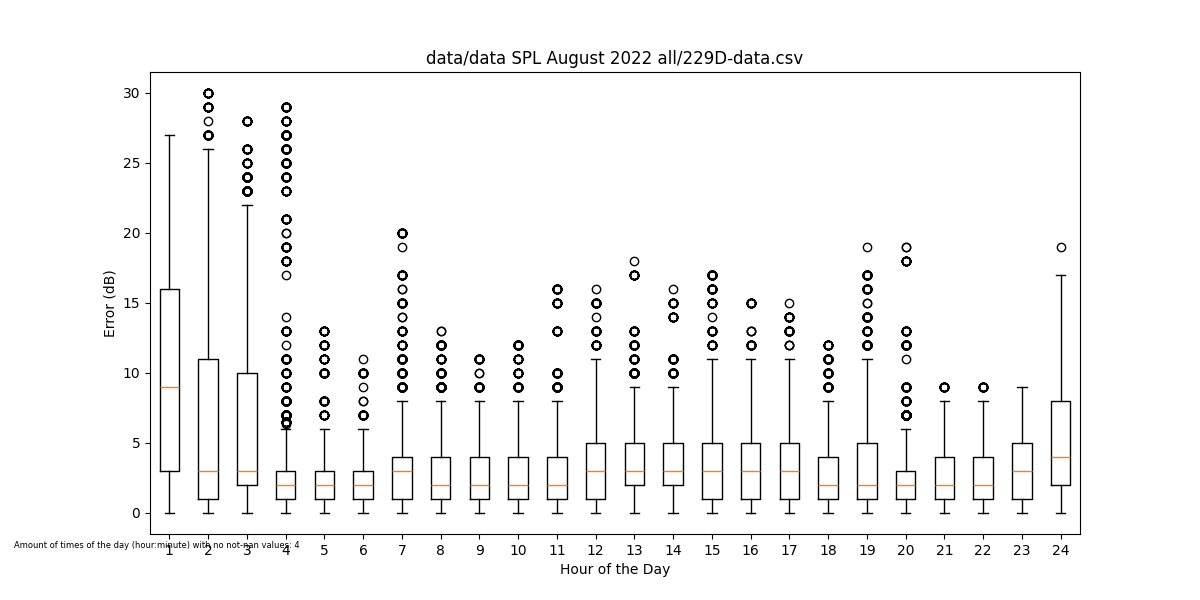 data/data SPL August 2022 all/229D-data.csv
30
25
20
15
10
5
0
Error (dB)
1 2 3 4 5 6 7 8 9 10 11 12 13 14 15 16 17 18 19 20 21 22 23 24
Amount of times of the day (hour:minute) with no not-nan values: 4
Hour of the Day